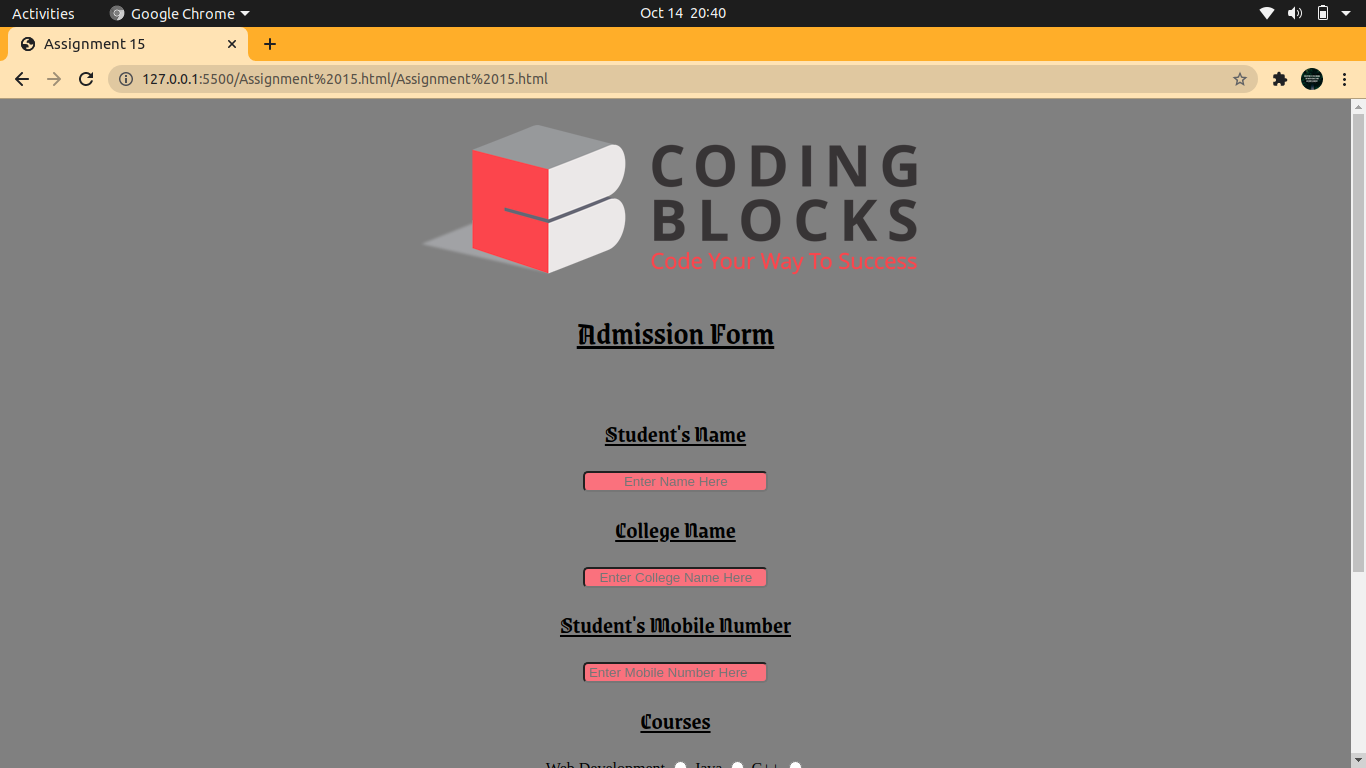 Activities Google Chrome Oct 14 20:40
Assignment 15
127.0.0.1:5500/Assignment%2015.html/Assignment%2015.html
CODING
BLOCKS
Code Your Way To Success
Admission Form
Student's Name
Enter Name Here
College Name
Enter College Name Here
Student's Mobile Number
Enter Mobile Number Here
Courses
Web Development Java C++